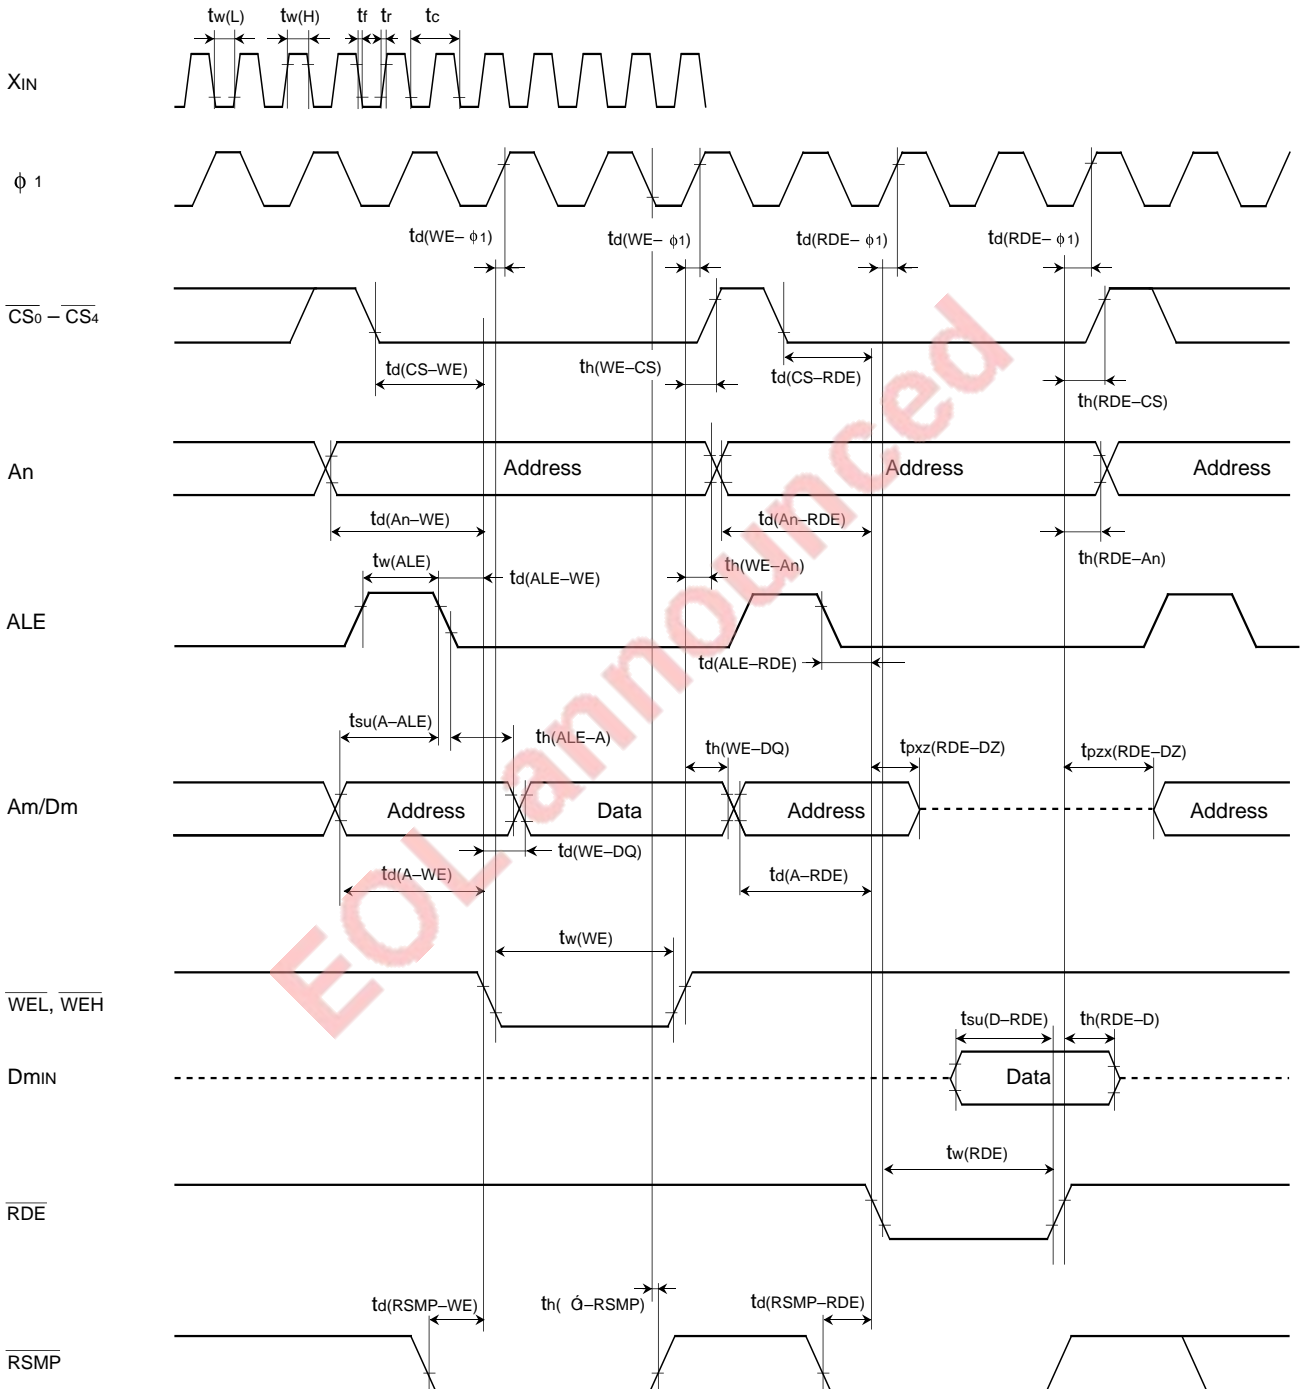 tw(L) tw(H) tf tr tc
XIN
ϕ 1
td(WE– ϕ1) td(WE– ϕ1) td(RDE– ϕ1) td(RDE– ϕ1)
CS0 – CS4
td(CS–WE) th(WE–CS) td(CS–RDE) th(RDE–CS)
An Address Address Address
td(An–WE) td(An–RDE)
tw(ALE) td(ALE–WE) th(WE–An) th(RDE–An)
ALE
td(ALE–RDE)
tsu(A–ALE) th(ALE–A) th(WE–DQ) tpxz(RDE–DZ) tpzx(RDE–DZ)
Am/Dm Address Data Address Address
td(WE–DQ)
td(A–WE) td(A–RDE)
tw(WE)
WEL, WEH
tsu(D–RDE) th(RDE–D)
DmIN Data
tw(RDE)
RDE
td(RSMP–WE) th( –RSMP) td(RSMP–RDE)
RSMP
EOL announced